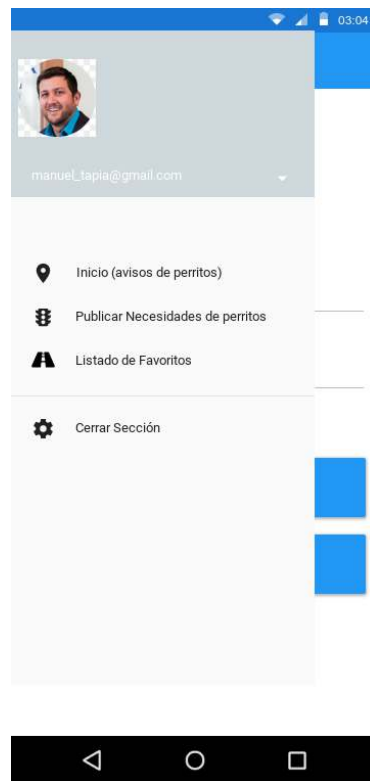 03:04
manuel_tapia@gmail.com
Inicio (avisos de perritos)
Publicar Necesidades de perritos
Listado de Favoritos
Cerrar Sección